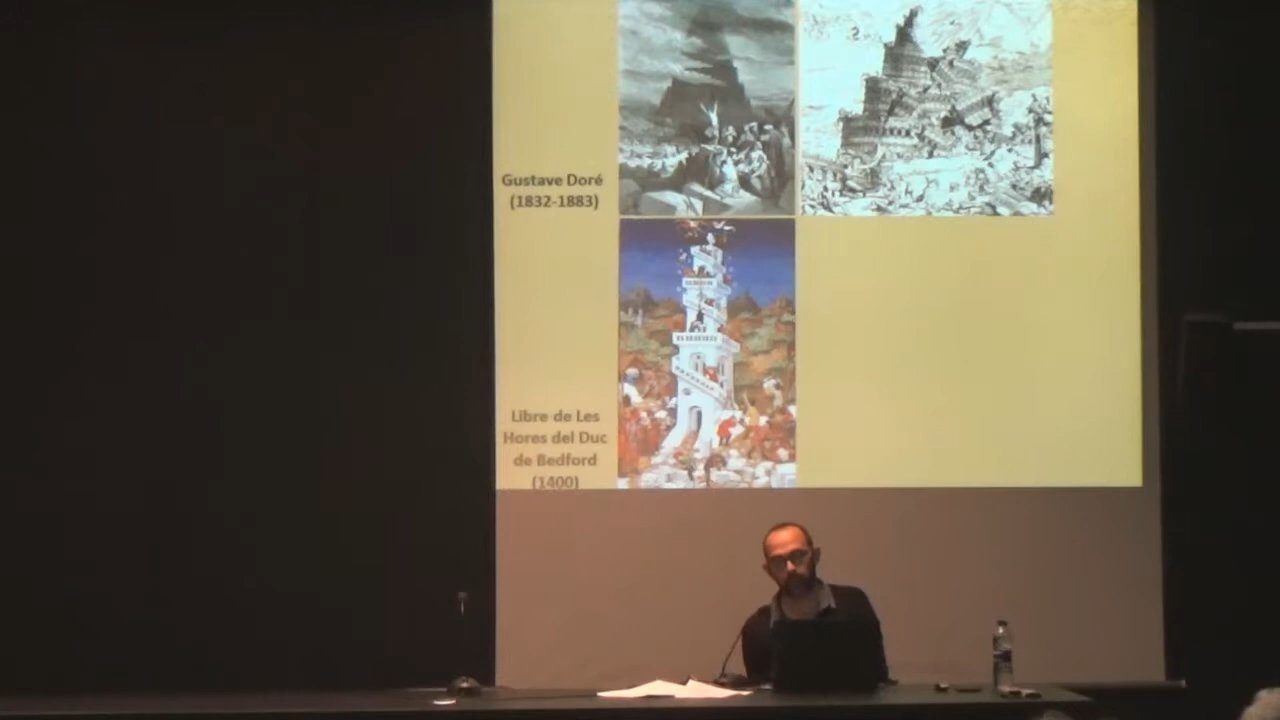 Gustave Doré
(1832-1883)
Libre de Les
Hores del Duc
de Bedford
(1400)